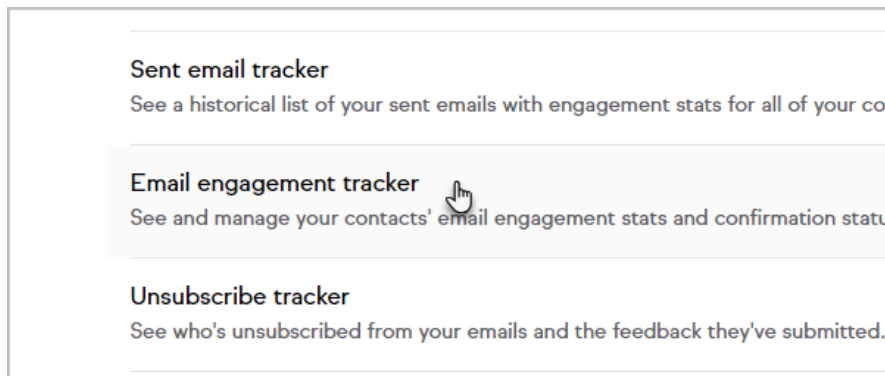 Sent email tracker
See a historical list of your sent emails with engagement stats for all of your
Email engagement tracker
See and manage your contacts' email engagement stats and confirmation
Unsubscribe tracker
See who's unsubscribed from your emails and the feedback they've submitted.